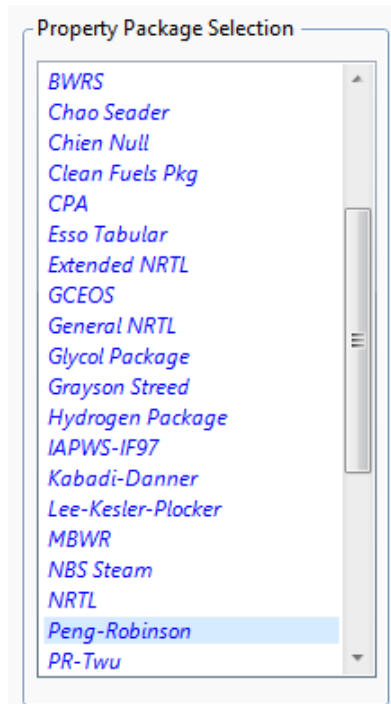 Property Package Selection
BWRS
Chao Seader
Chien Null
Clean Fuels Pkg
CPA
Esso Tabular
Extended NRTL
GCEOS
General NRTL
Glycol Package
Grayson Streed
Hydrogen Package
IAPWS-IF97
Kabadi-Danner
Lee-Kesler-Plocker
MBWR
NBS Steam
NRTL
Peng-Robinson
PR-Twu